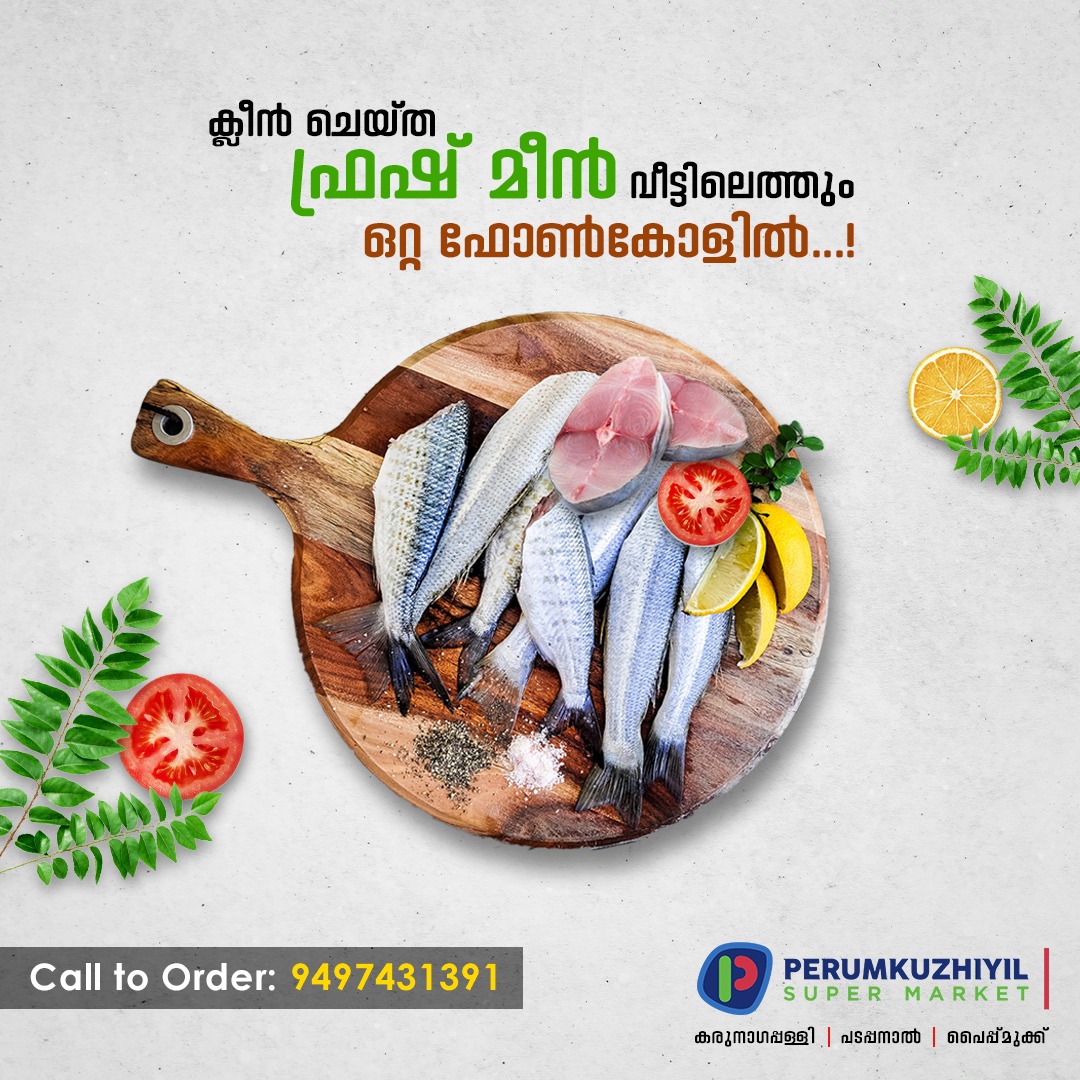 ക്ലീൻ ചെയ്ത
ഫ്രഷ് മീൻ വീട്ടിലെത്തും
ഒറ്റ ഫോൺകോളിൽ...!
Call to Order: 9497431391
PERUMKUZHIYIL
SUPER MARKET
കരുനാഗപ്പള്ളി | പടപ്പനാൽ | പൈപ്പ്മുക്ക്